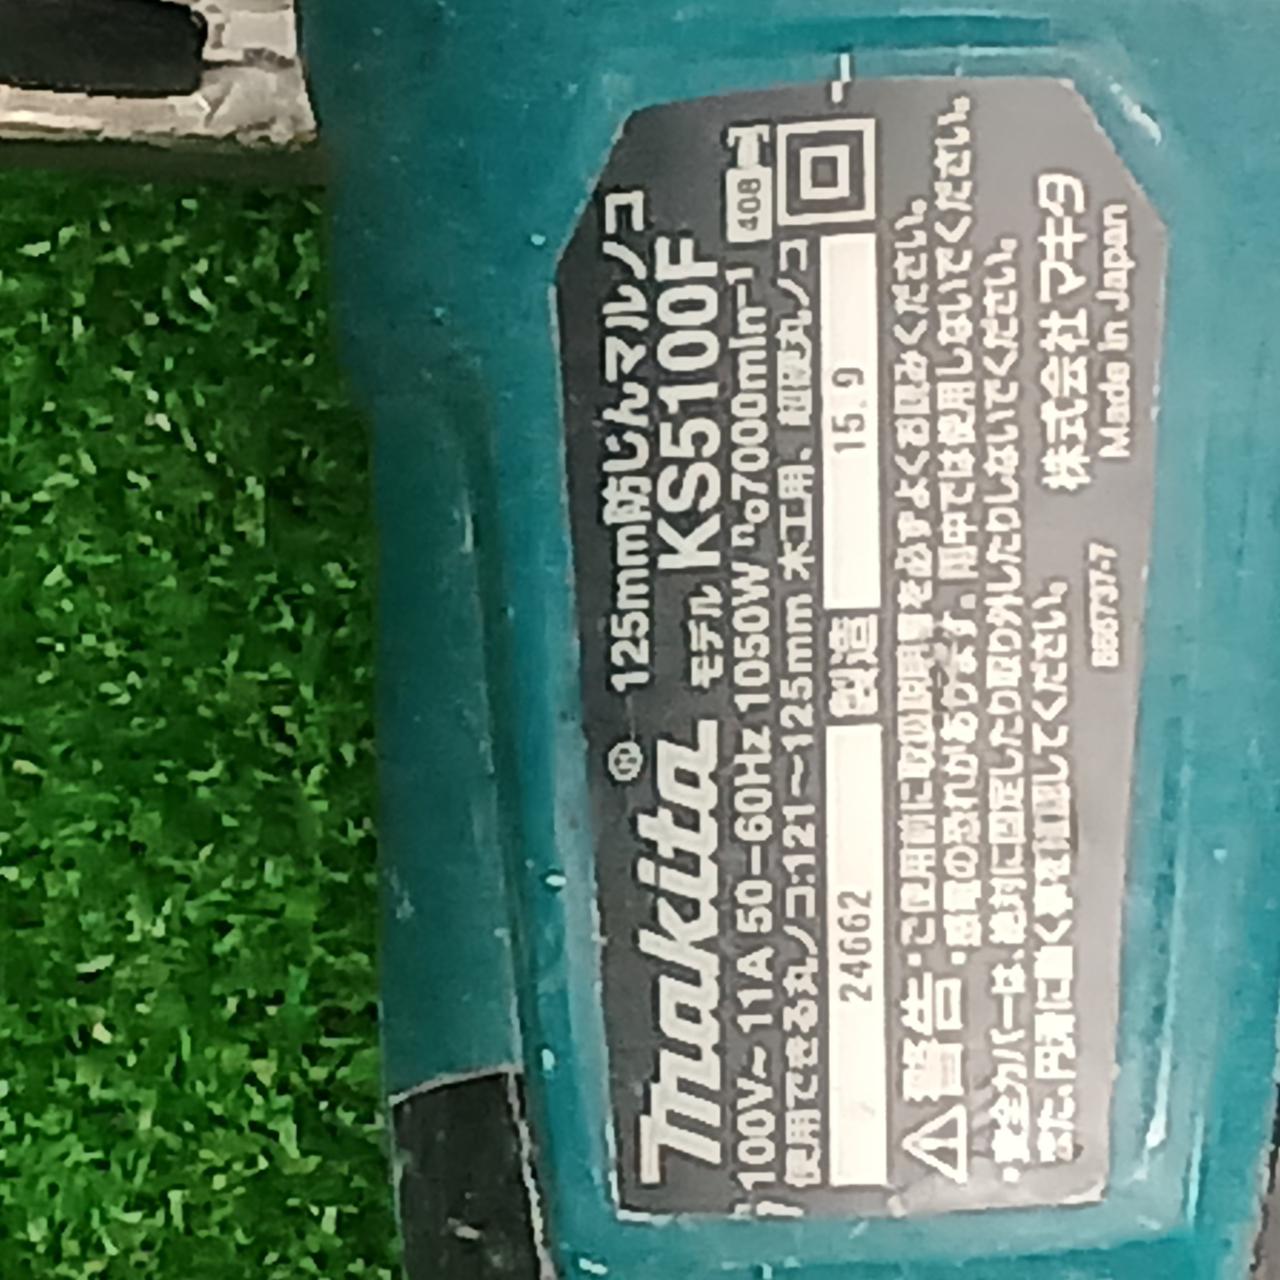 makita® 125mm防じんマルノコ
モデル KS5100F
100V~11A 50-60Hz 1050W n₀7000min⁻¹ 408
使用できる丸ノコ:121〜125mm 木工用、超硬丸ノコ
24662 製造 15.9
⚠警告・ご使用前に取扱説明書を必ずよくお読みください。
・感電の恐れがあります。雨中では使用しないでください。
・安全カバーは、絶対に固定したり取り外したりしないでください。
また、円滑に動く事を確認してください。
株式会社 マキタ
Made in Japan